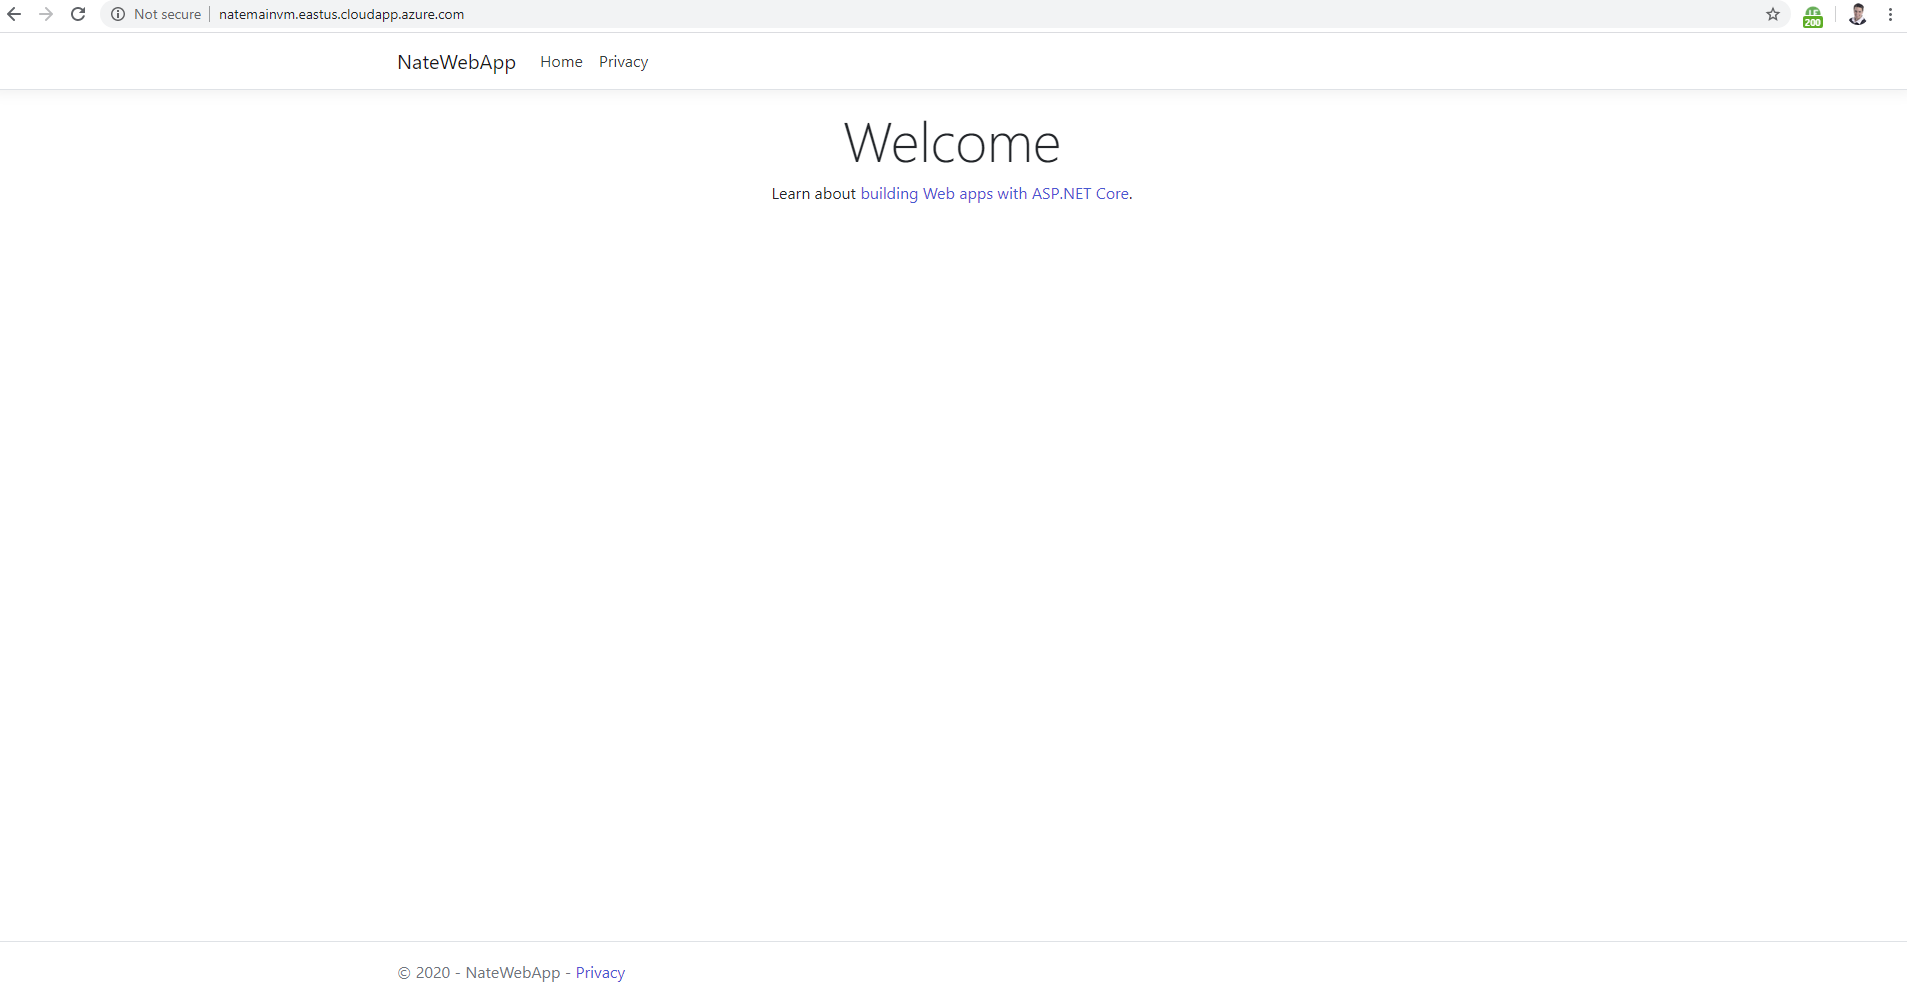 Not secure natemainvm.eastus.cloudapp.azure.com
200
NateWebApp Home Privacy
Welcome
Learn about building Web apps with ASP.NET Core.
© 2020 - NateWebApp - Privacy